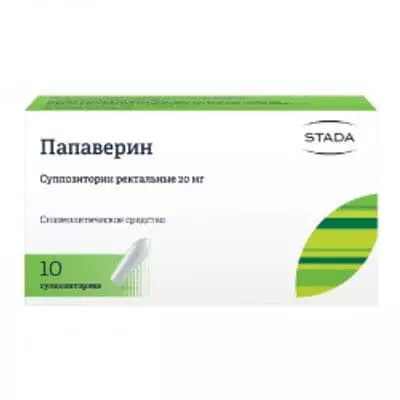 STADA
Папаверин
Суппозитории ректальные 20 мг
Спазмолитическое средство
10
суппозиториев